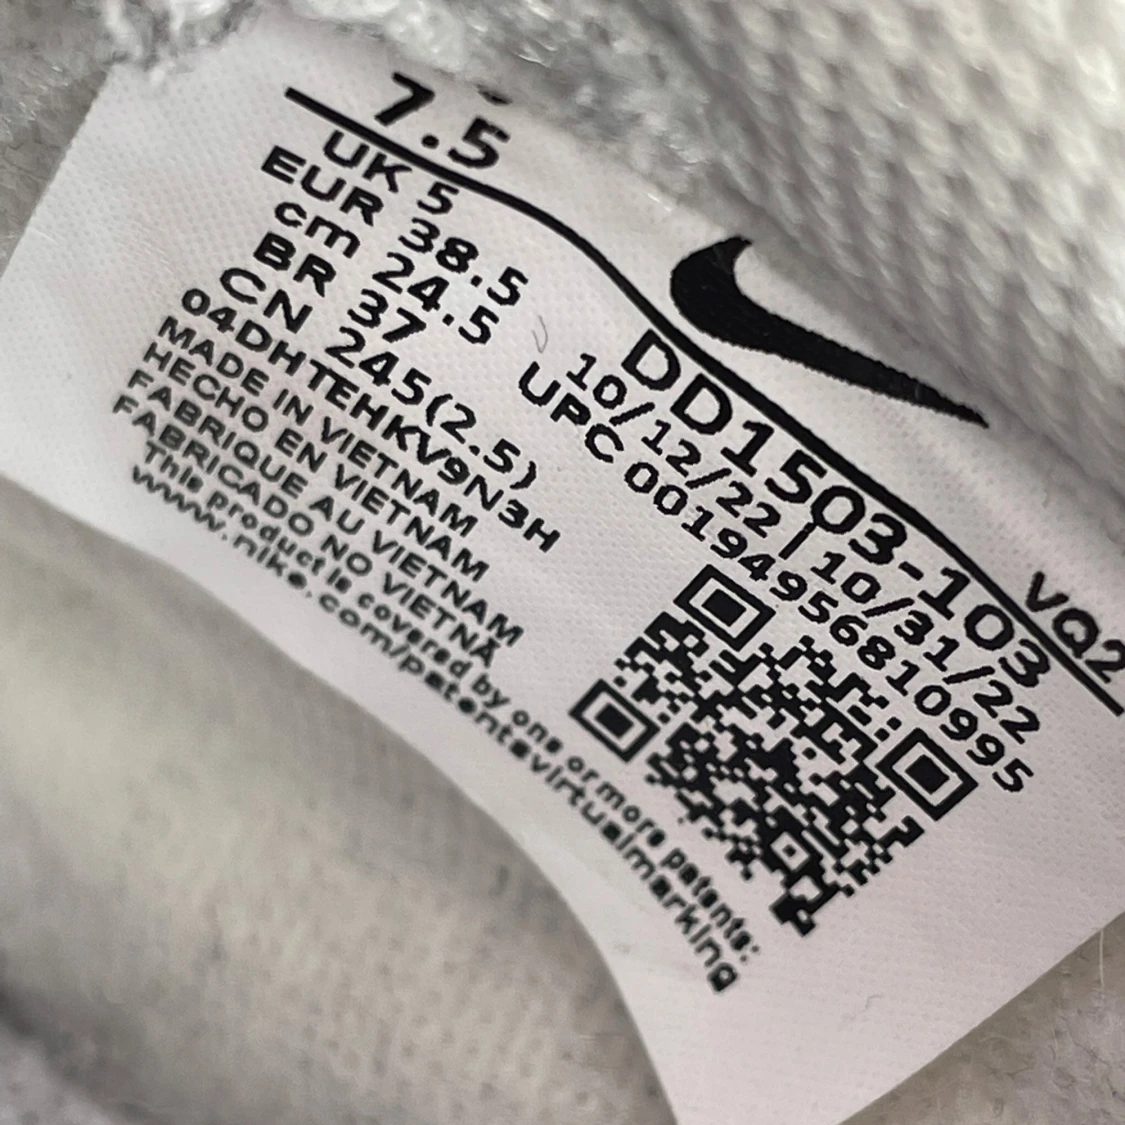 7.5
UK 5
EUR 38.5
cm 24.5
BR 37
CN 245(2.5)
04DHTEHKV9N3H
MADE IN VIETNAM
HECHO EN VIETNAM
FABRIQUE AU VIETNAM
FABRICADO NO VIETNÃ
This product is covered by one or more patents:
www.nike.com/patentsvirtualmarking
DD1503-103
10/12/22 | 10/31/22
UPC 00194956810995
VQ2